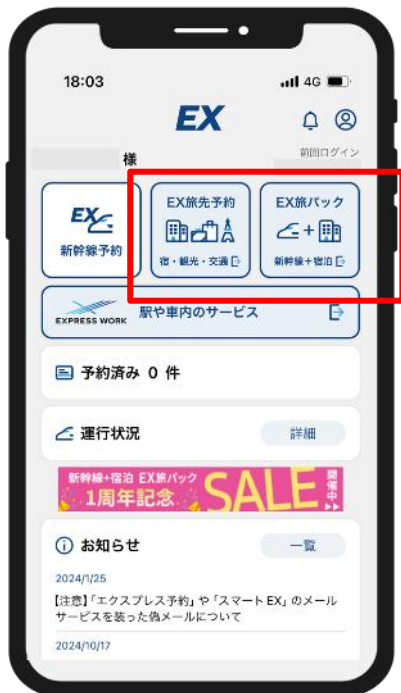 18:03
4G
EX
様
前回ログイン
EX
新幹線予約
EX旅先予約
宿・観光・交通
EX旅パック
+
新幹線+宿泊
EXPRESS WORK
駅や車内のサービス
予約済み 0 件
運行状況
詳細
新幹線+宿泊 EX旅パック
1周年記念
SALE
開催中
お知らせ
一覧
2024/1/25
【注意】「エクスプレス予約」や「スマートEX」のメール
サービスを装った偽メールについて
2024/10/17